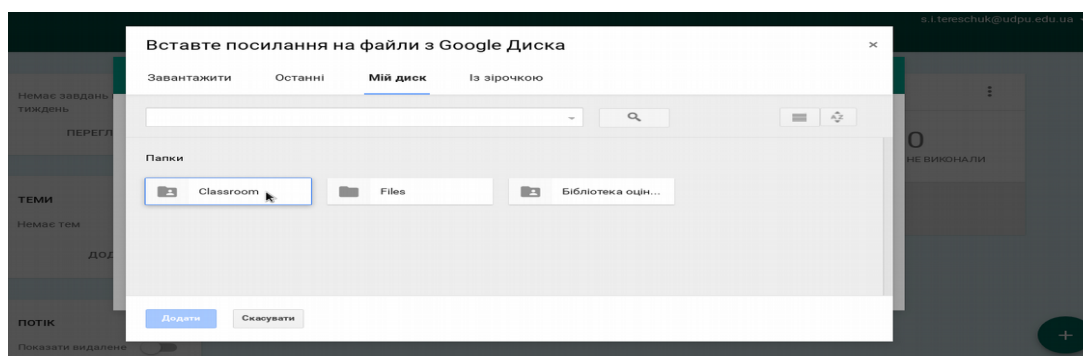 s.i.tereschuk@udpu.edu.ua
Вставте посилання на файли з Google Диска
×
Завантажити Останні Мій диск Із зірочкою
Немає завдань
тиждень
ПЕРЕГЛ
0
НЕ ВИКОНАЛИ
Папки
Classroom Files Бібліотека оцін...
ТЕМИ
Немає тем
ДОД
Додати Скасувати
ПОТІК
Показати видалене
+